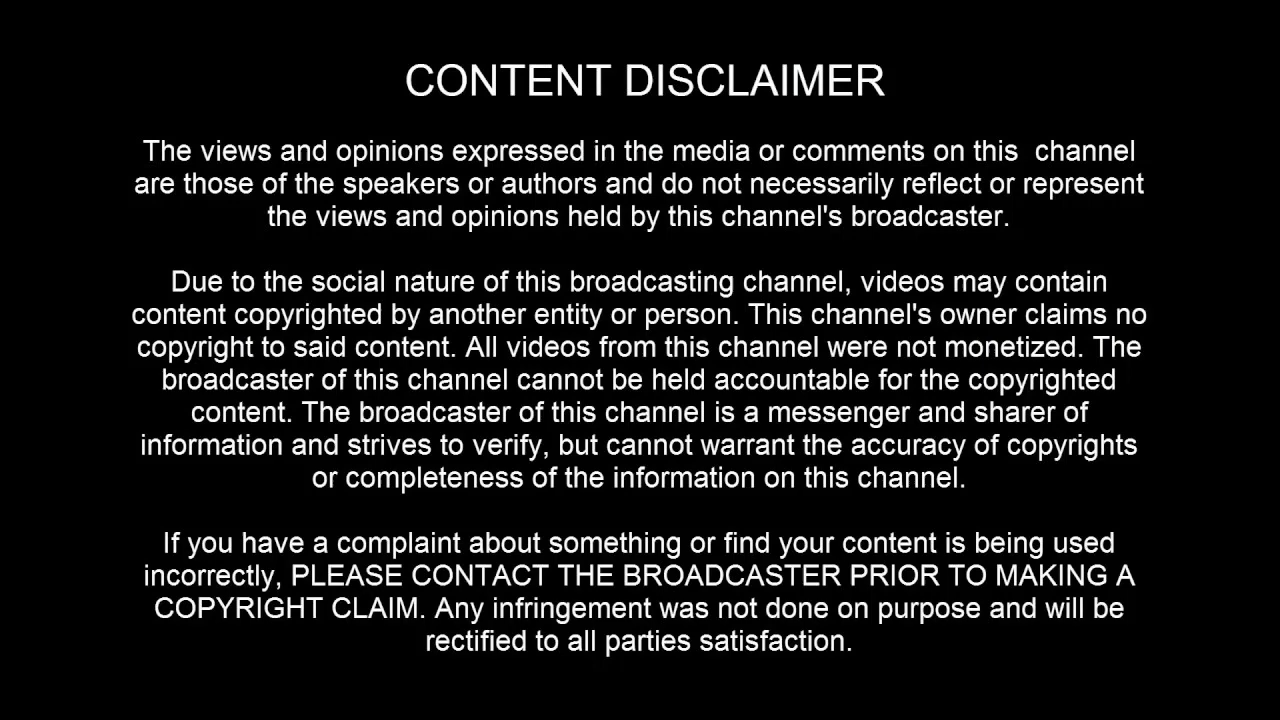 CONTENT DISCLAIMER
The views and opinions expressed in the media or comments on this  channel
are those of the speakers or authors and do not necessarily reflect or represent
the views and opinions held by this channel's broadcaster.
Due to the social nature of this broadcasting channel, videos may contain
content copyrighted by another entity or person. This channel's owner claims no
copyright to said content. All videos from this channel were not monetized. The
broadcaster of this channel cannot be held accountable for the copyrighted
content. The broadcaster of this channel is a messenger and sharer of
information and strives to verify, but cannot warrant the accuracy of copyrights
or completeness of the information on this channel.
If you have a complaint about something or find your content is being used
incorrectly, PLEASE CONTACT THE BROADCASTER PRIOR TO MAKING A
COPYRIGHT CLAIM. Any infringement was not done on purpose and will be
rectified to all parties satisfaction.